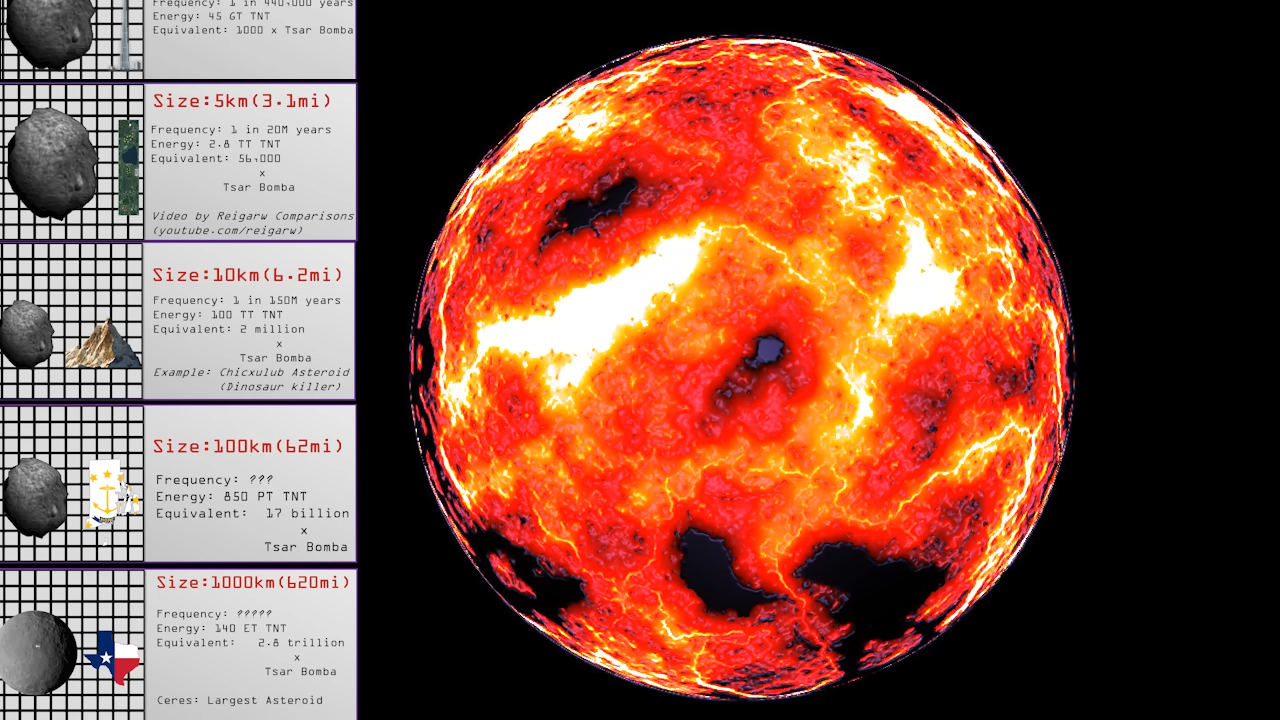 Frequency: 1 in 440,000 years
Energy: 45 GT TNT
Equivalent: 1000 x Tsar Bomba
Size:5km(3.1mi)
Frequency: 1 in 20M years
Energy: 2.8 TT TNT
Equivalent: 56,000
x
Tsar Bomba
Video by Reigarw Comparisons
(youtube.com/reigarw)
Size:10km(6.2mi)
Frequency: 1 in 150M years
Energy: 100 TT TNT
Equivalent: 2 million
x
Tsar Bomba
Example: Chicxulub Asteroid
(Dinosaur killer)
Size:100km(62mi)
Frequency: ???
Energy: 850 PT TNT
Equivalent: 17 billion
x
Tsar Bomba
Size:1000km(620mi)
Frequency: ?????
Energy: 140 ET TNT
Equivalent: 2.8 trillion
x
Tsar Bomba
Ceres: Largest Asteroid